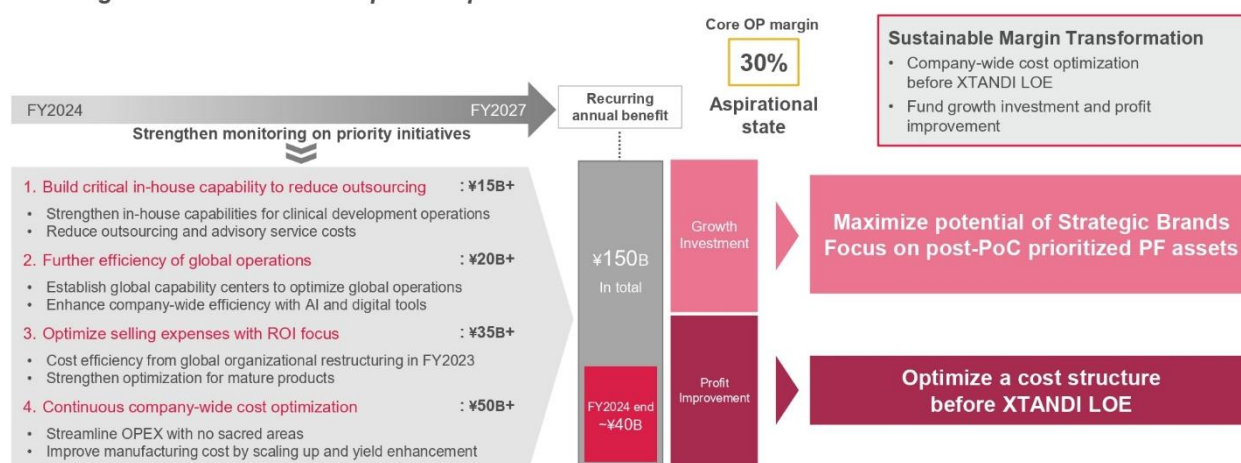 Core OP margin
30%
Aspirational
state
Sustainable Margin Transformation
• Company-wide cost optimization
before XTANDI LOE
• Fund growth investment and profit
improvement
FY2024
FY2027
Strengthen monitoring on priority initiatives
Recurring
annual benefit
1. Build critical in-house capability to reduce outsourcing : ¥15B+
• Strengthen in-house capabilities for clinical development operations
• Reduce outsourcing and advisory service costs
2. Further efficiency of global operations : ¥20B+
• Establish global capability centers to optimize global operations
• Enhance company-wide efficiency with AI and digital tools
3. Optimize selling expenses with ROI focus : ¥35B+
• Cost efficiency from global organizational restructuring in FY2023
• Strengthen optimization for mature products
4. Continuous company-wide cost optimization : ¥50B+
• Streamline OPEX with no sacred areas
• Improve manufacturing cost by scaling up and yield enhancement
¥150B
In total
FY2024 end
~¥40B
Growth
Investment
Profit
Improvement
Maximize potential of Strategic Brands
Focus on post-PoC prioritized PF assets
Optimize a cost structure
before XTANDI LOE